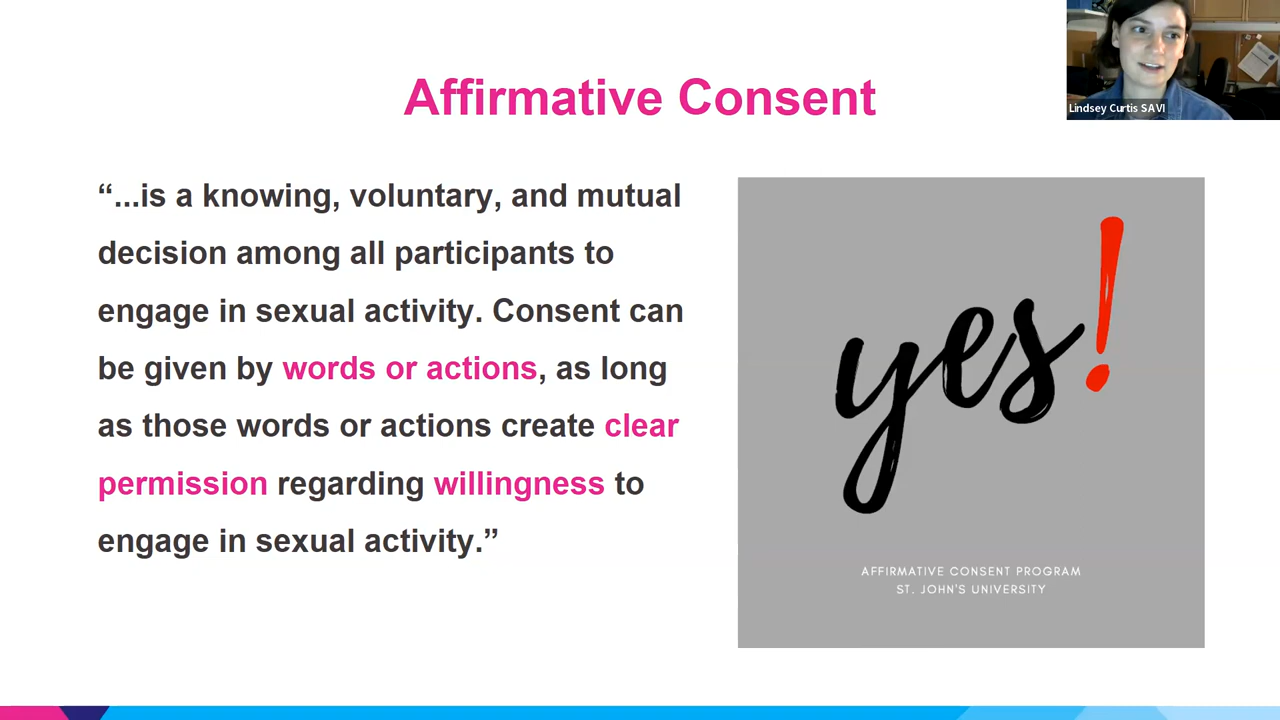 Affirmative Consent
Lindsey Curtis SAVI
“...is a knowing, voluntary, and mutual
decision among all participants to
engage in sexual activity. Consent can
be given by words or actions, as long
as those words or actions create clear
permission regarding willingness to
engage in sexual activity.”
yes!
AFFIRMATIVE CONSENT PROGRAM
ST. JOHN'S UNIVERSITY